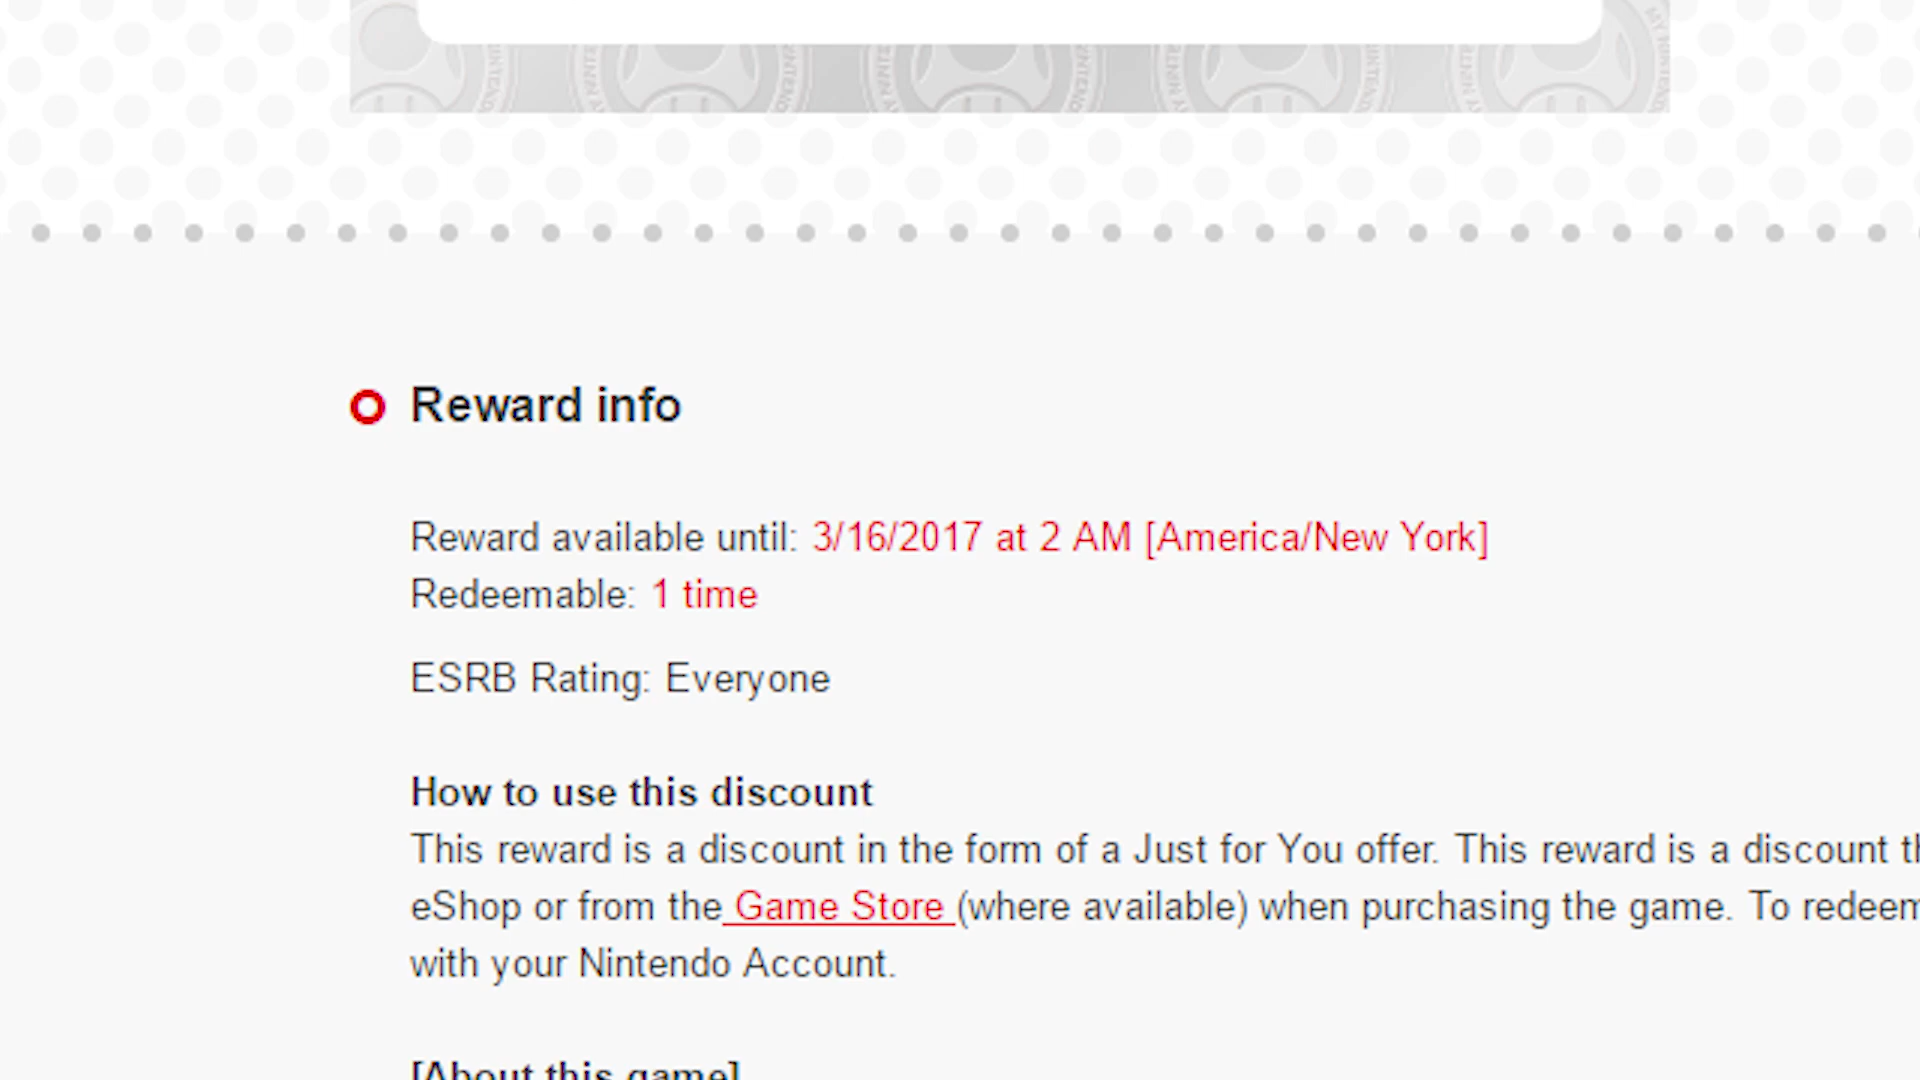 Reward info
Reward available until: 3/16/2017 at 2 AM [America/New York]
Redeemable: 1 time
ESRB Rating: Everyone
How to use this discount
This reward is a discount in the form of a Just for You offer. This reward is a discount
eShop or from the Game Store (where available) when purchasing the game. To
with your Nintendo Account.
[About this game]